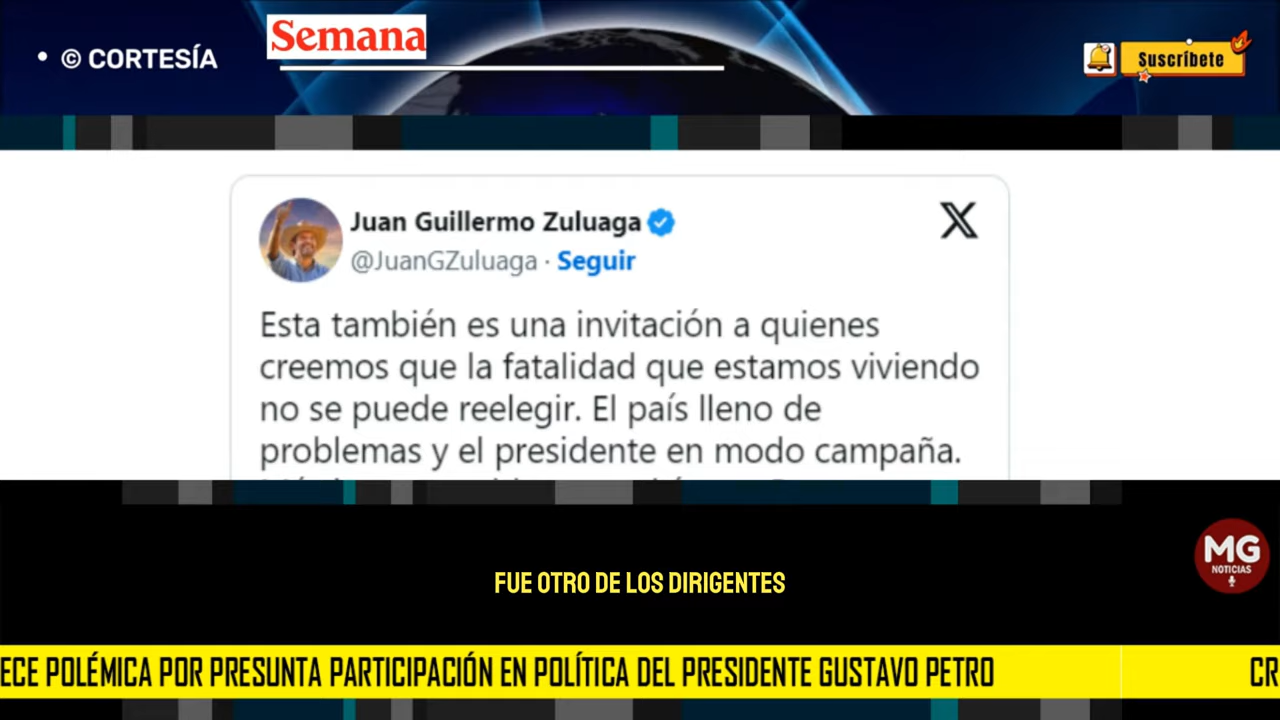 • © CORTESÍA
Semana
Suscríbete
Juan Guillermo Zuluaga
@JuanGZuluaga · Seguir
Esta también es una invitación a quienes
creemos que la fatalidad que estamos viviendo
no se puede reelegir. El país lleno de
problemas y el presidente en modo campaña.
MG
NOTICIAS
FUE OTRO DE LOS DIRIGENTES
ECE POLÉMICA POR PRESUNTA PARTICIPACIÓN EN POLÍTICA DEL PRESIDENTE GUSTAVO PETRO
CR